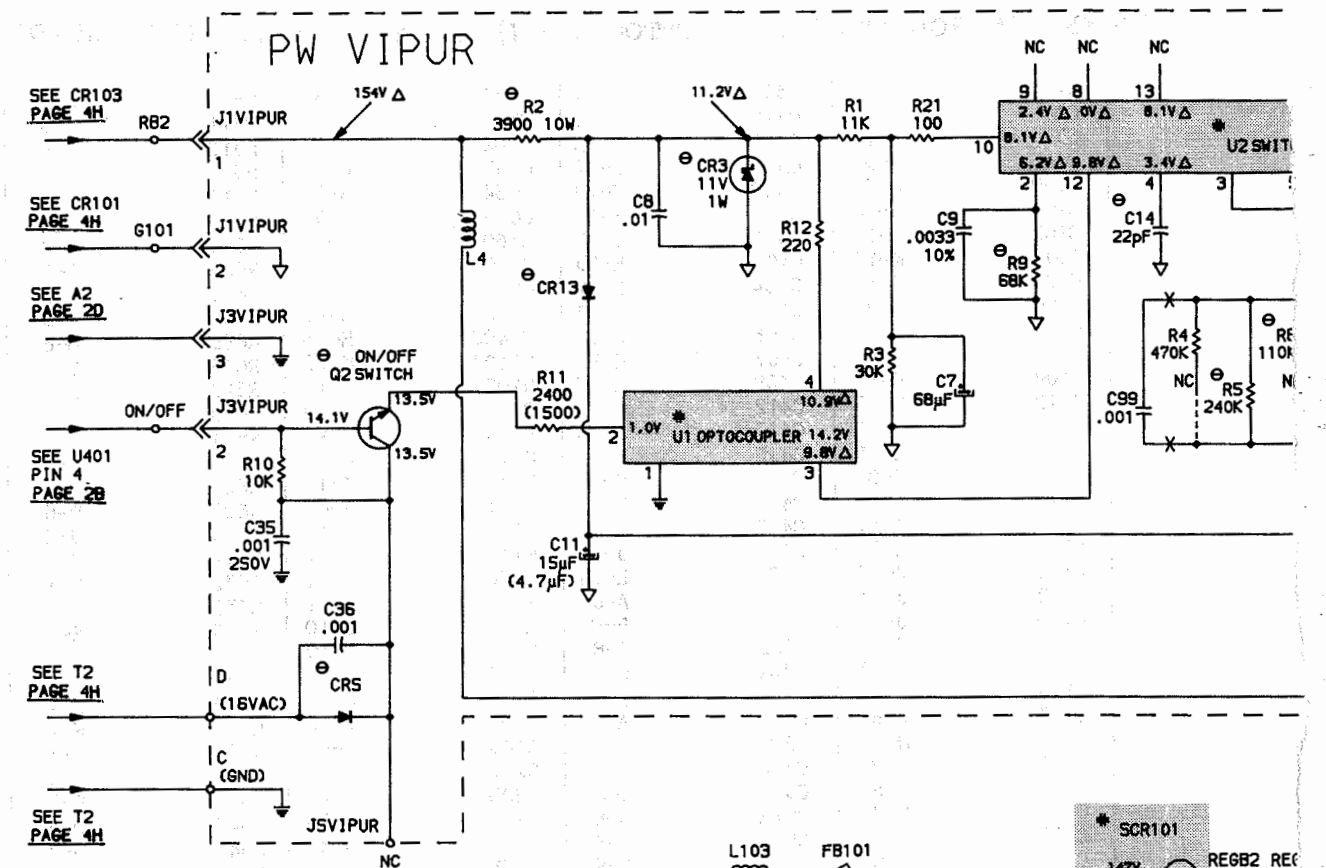 PW VIPUR
SEE CR103
PAGE 4H
RB2
J1VIPUR
1
154V △
⊖
R2
3900 10W
11.2V△
R1
11K
R21
100
NC
NC
NC
9
8
13
2.4V △
0V△
8.1V△
10
8.1V△
*
U2 SWIT
6.2V△
9.8V△
3.4V△
2
12
4
3
SEE CR101
PAGE 4H
G101
J1VIPUR
2
L4
C8
.01
⊖
CR3
11V
1W
R12
220
C9
.0033
10%
⊖
R9
68K
⊖
C14
22pF
SEE A2
PAGE 2D
J3VIPUR
3
⊖
CR13
⊖
ON/OFF
Q2 SWITCH
13.5V
14.1V
13.5V
R11
2400
(1500)
ON/OFF
J3VIPUR
2
SEE U401
PIN 4
PAGE 2B
R10
10K
C35
.001
250V
4
10.9V△
*
2
1.0V
U1 OPTOCOUPLER
14.2V
9.8V△
1
3
R3
30K
C7
68µF
C99
.001
R4
470K
NC
⊖
R5
240K
⊖
110K
C11
15µF
(4.7µF)
C36
.001
⊖
CR5
SEE T2
PAGE 4H
D
(16VAC)
C
(GND)
SEE T2
PAGE 4H
J5VIPUR
NC
L103
FB101
*
SCR101
147V
REGB2